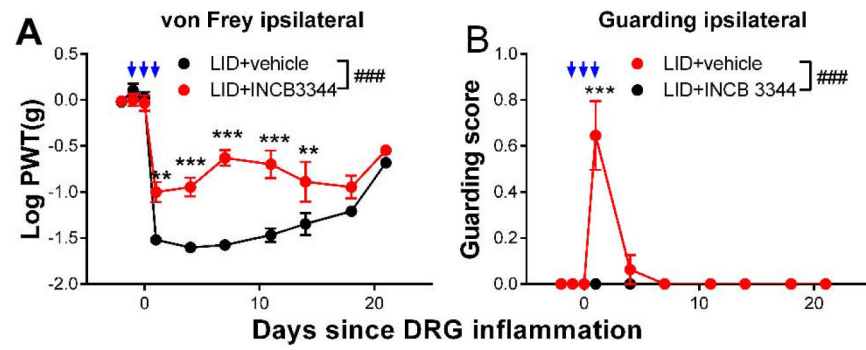 von Frey ipsilateral
Guarding ipsilateral
A
B
LID+vehicle
LID+INCB3344
###
LID+vehicle
LID+INCB 3344
###
Log PWT(g)
0.5
0.0
-0.5
-1.0
-1.5
-2.0
**
***
***
***
**
0
10
20
Guarding score
1.0
0.8
0.6
0.4
0.2
0.0
***
0
10
20
Days since DRG inflammation